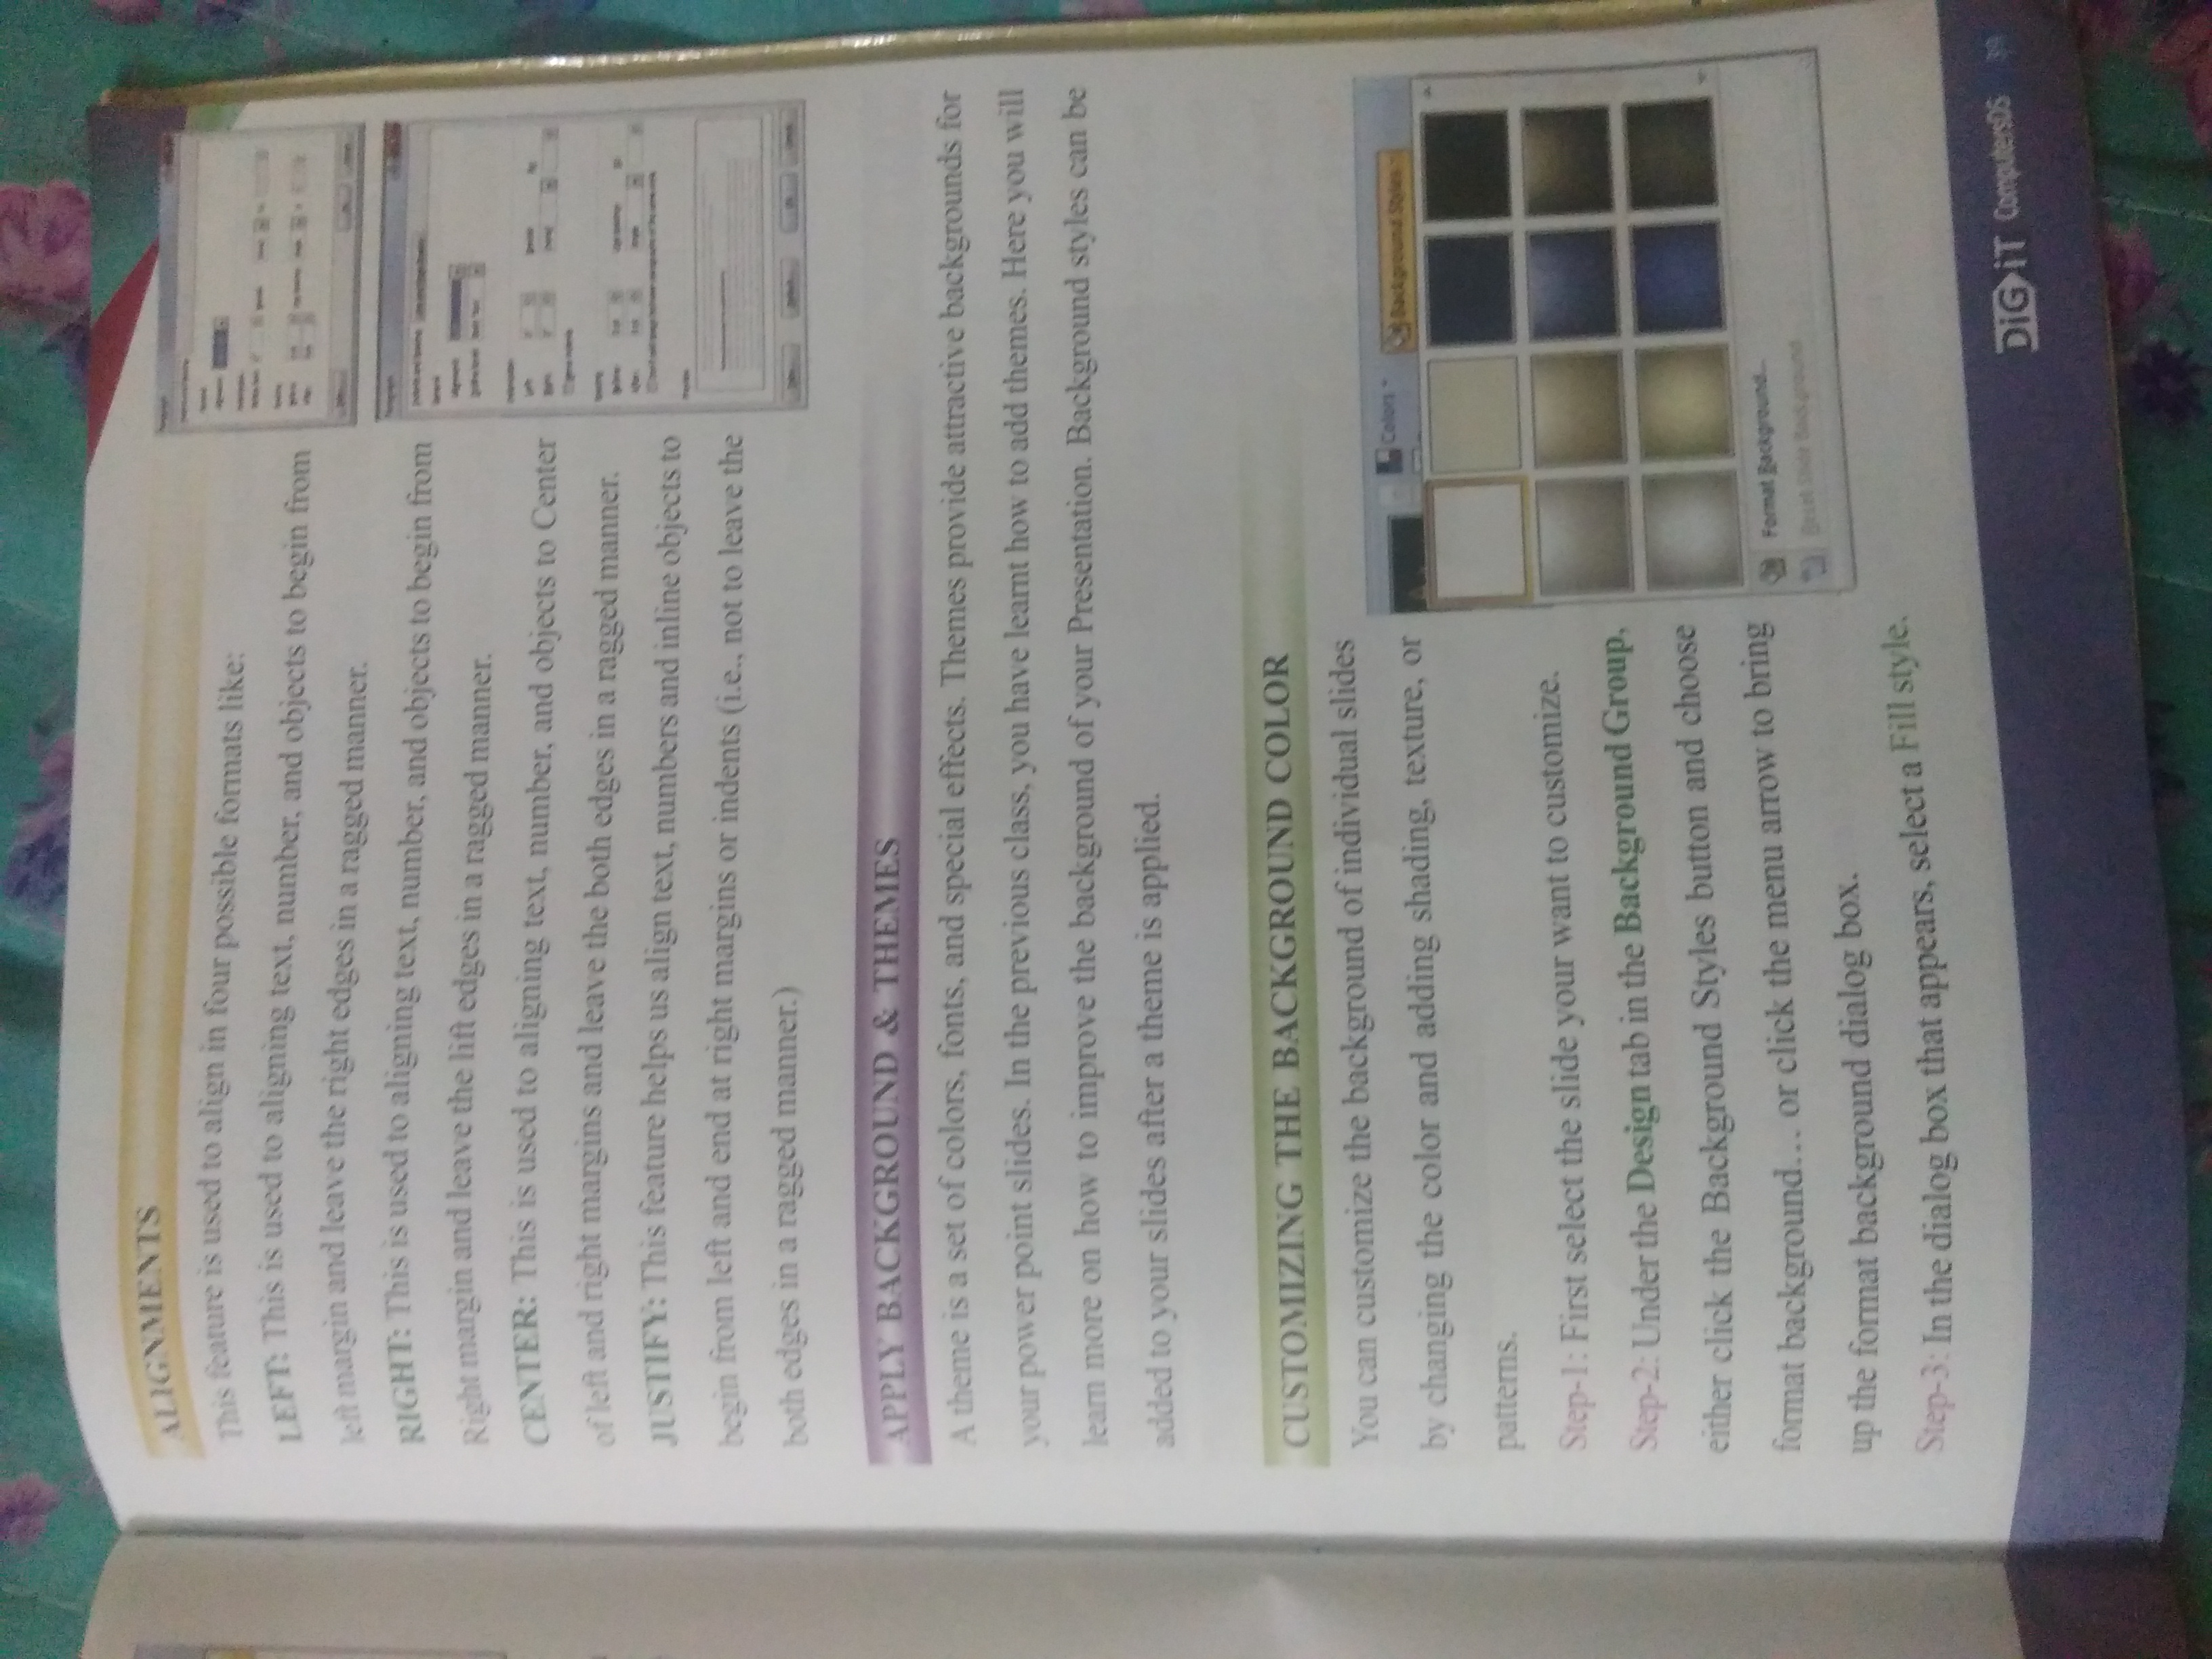 ALIGNMENTS
This feature is used to align in four possible formats like:
LEFT: This is used to aligning text, number, and objects to begin from
left margin and leave the right edges in a ragged manner.
RIGHT: This is used to aligning text, number, and objects to begin from
Right margin and leave the lift edges in a ragged manner.
CENTER: This is used to aligning text, number, and objects to Center
of left and right margins and leave the both edges in a ragged manner.
JUSTIFY: This feature helps us align text, numbers and inline objects to
begin from left and end at right margins or indents (i.e., not to leave the
both edges in a ragged manner.)
APPLY BACKGROUND & THEMES
A theme is a set of colors, fonts, and special effects. Themes provide attractive backgrounds for
your power point slides. In the previous class, you have learnt how to add themes. Here you will
learn more on how to improve the background of your Presentation. Background styles can be
added to your slides after a theme is applied.
CUSTOMIZING THE BACKGROUND COLOR
You can customize the background of individual slides
by changing the color and adding shading, texture, or
patterns.
Step-1: First select the slide your want to customize.
Step-2: Under the Design tab in the Background Group,
either click the Background Styles button and choose
format background... or click the menu arrow to bring
up the format background dialog box.
Step-3: In the dialog box that appears, select a Fill style.
Colors
Background Styles
Format Background...
Reset Slide Background
DiGiT Computers06